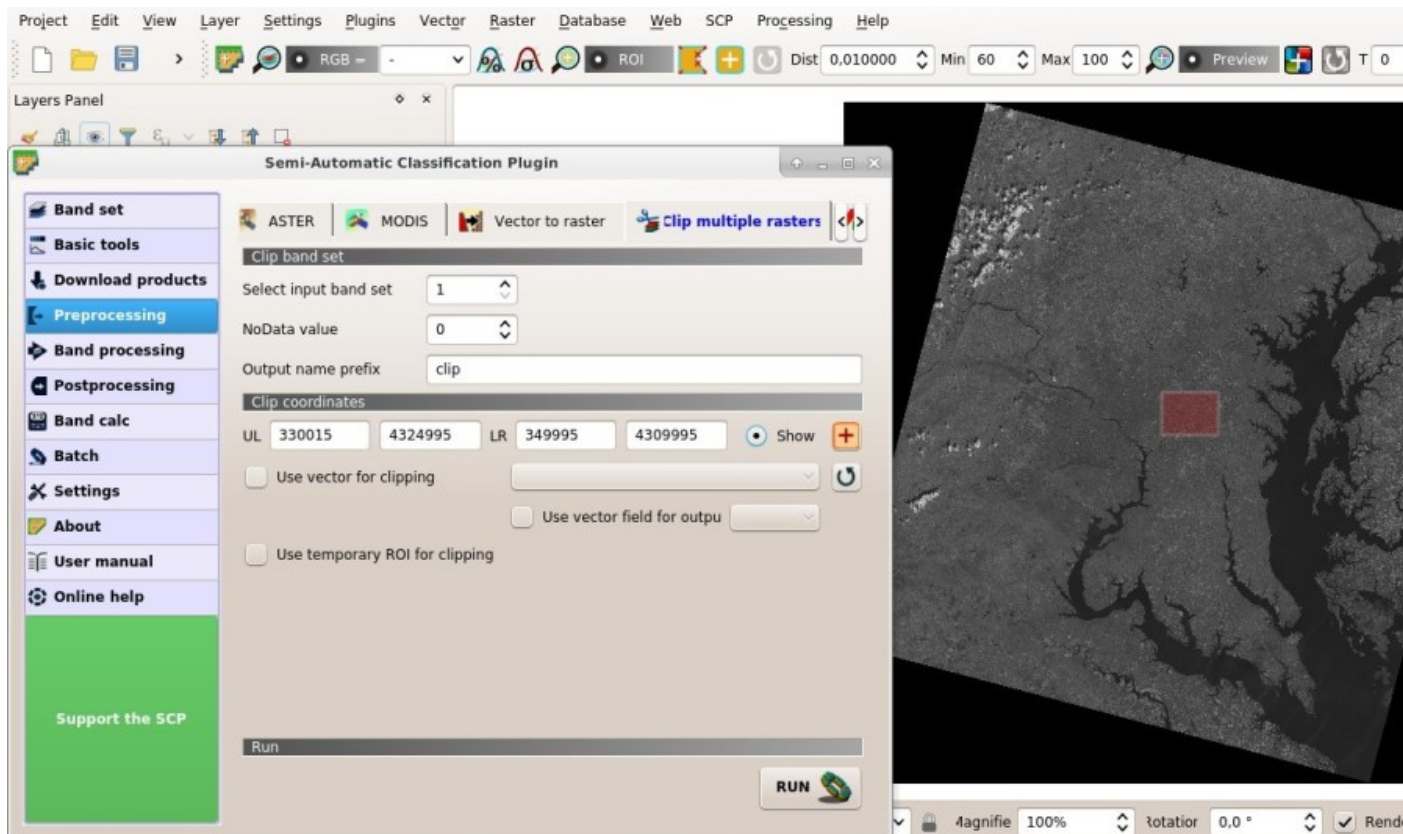 Project Edit View Layer Settings Plugins Vector Raster Database Web SCP Processing Help
RGB = - ROI Dist 0,010000 Min 60 Max 100 Preview T 0
Layers Panel
Semi-Automatic Classification Plugin
Band set
Basic tools
Download products
Preprocessing
Band processing
Postprocessing
Band calc
Batch
Settings
About
User manual
Online help
Support the SCP
ASTER MODIS Vector to raster Clip multiple rasters
Clip band set
Select input band set 1
NoData value 0
Output name prefix clip
Clip coordinates
UL 330015 4324995 LR 349995 4309995 Show
Use vector for clipping
Use vector field for outpu
Use temporary ROI for clipping
Run
RUN
100% 0,0 °